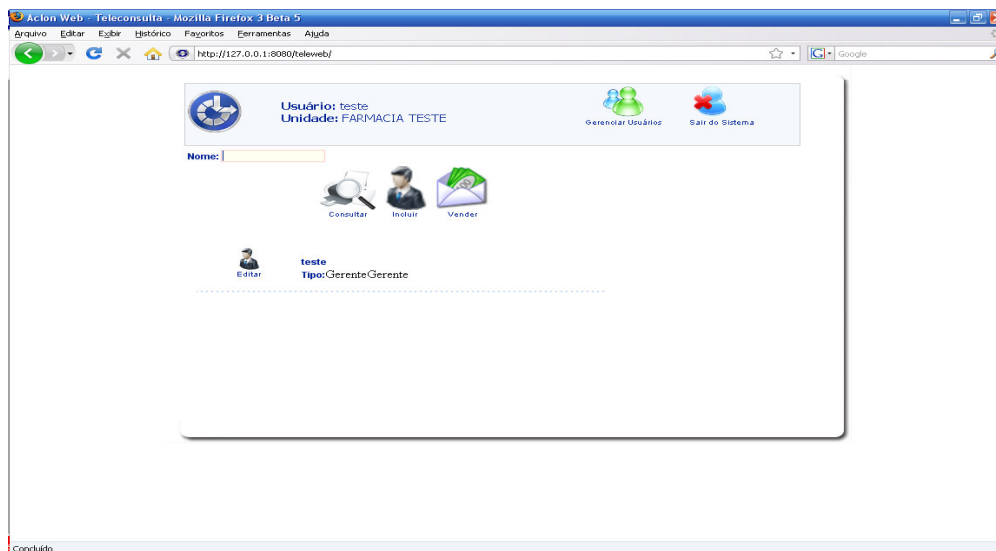 Aclon Web - Teleconsulta - Mozilla Firefox 3 Beta 5
Arquivo Editar Exibir Histórico Favoritos Ferramentas Ajuda
http://127.0.0.1:8080/teleweb/
G Google
Usuário: teste
Unidade: FARMACIA TESTE
Gerenciar Usuários Sair do Sistema
Nome:
Consultar Incluir Vender
teste
Editar Tipo:GerenteGerente
Concluído